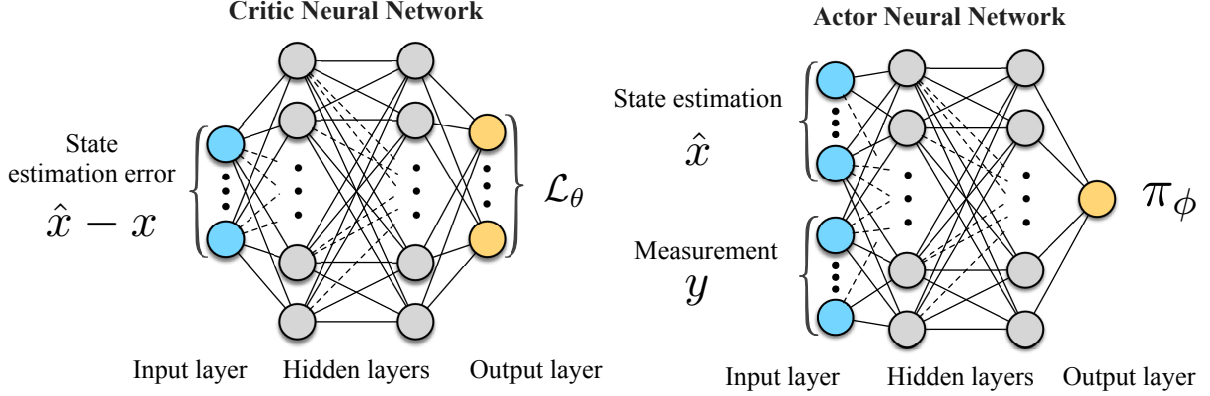 Critic Neural Network
State
estimation error
x̂ − x
ℒ_θ
Input layer
Hidden layers
Output layer
Actor Neural Network
State estimation
x̂
Measurement
y
π_ϕ
Input layer
Hidden layers
Output layer